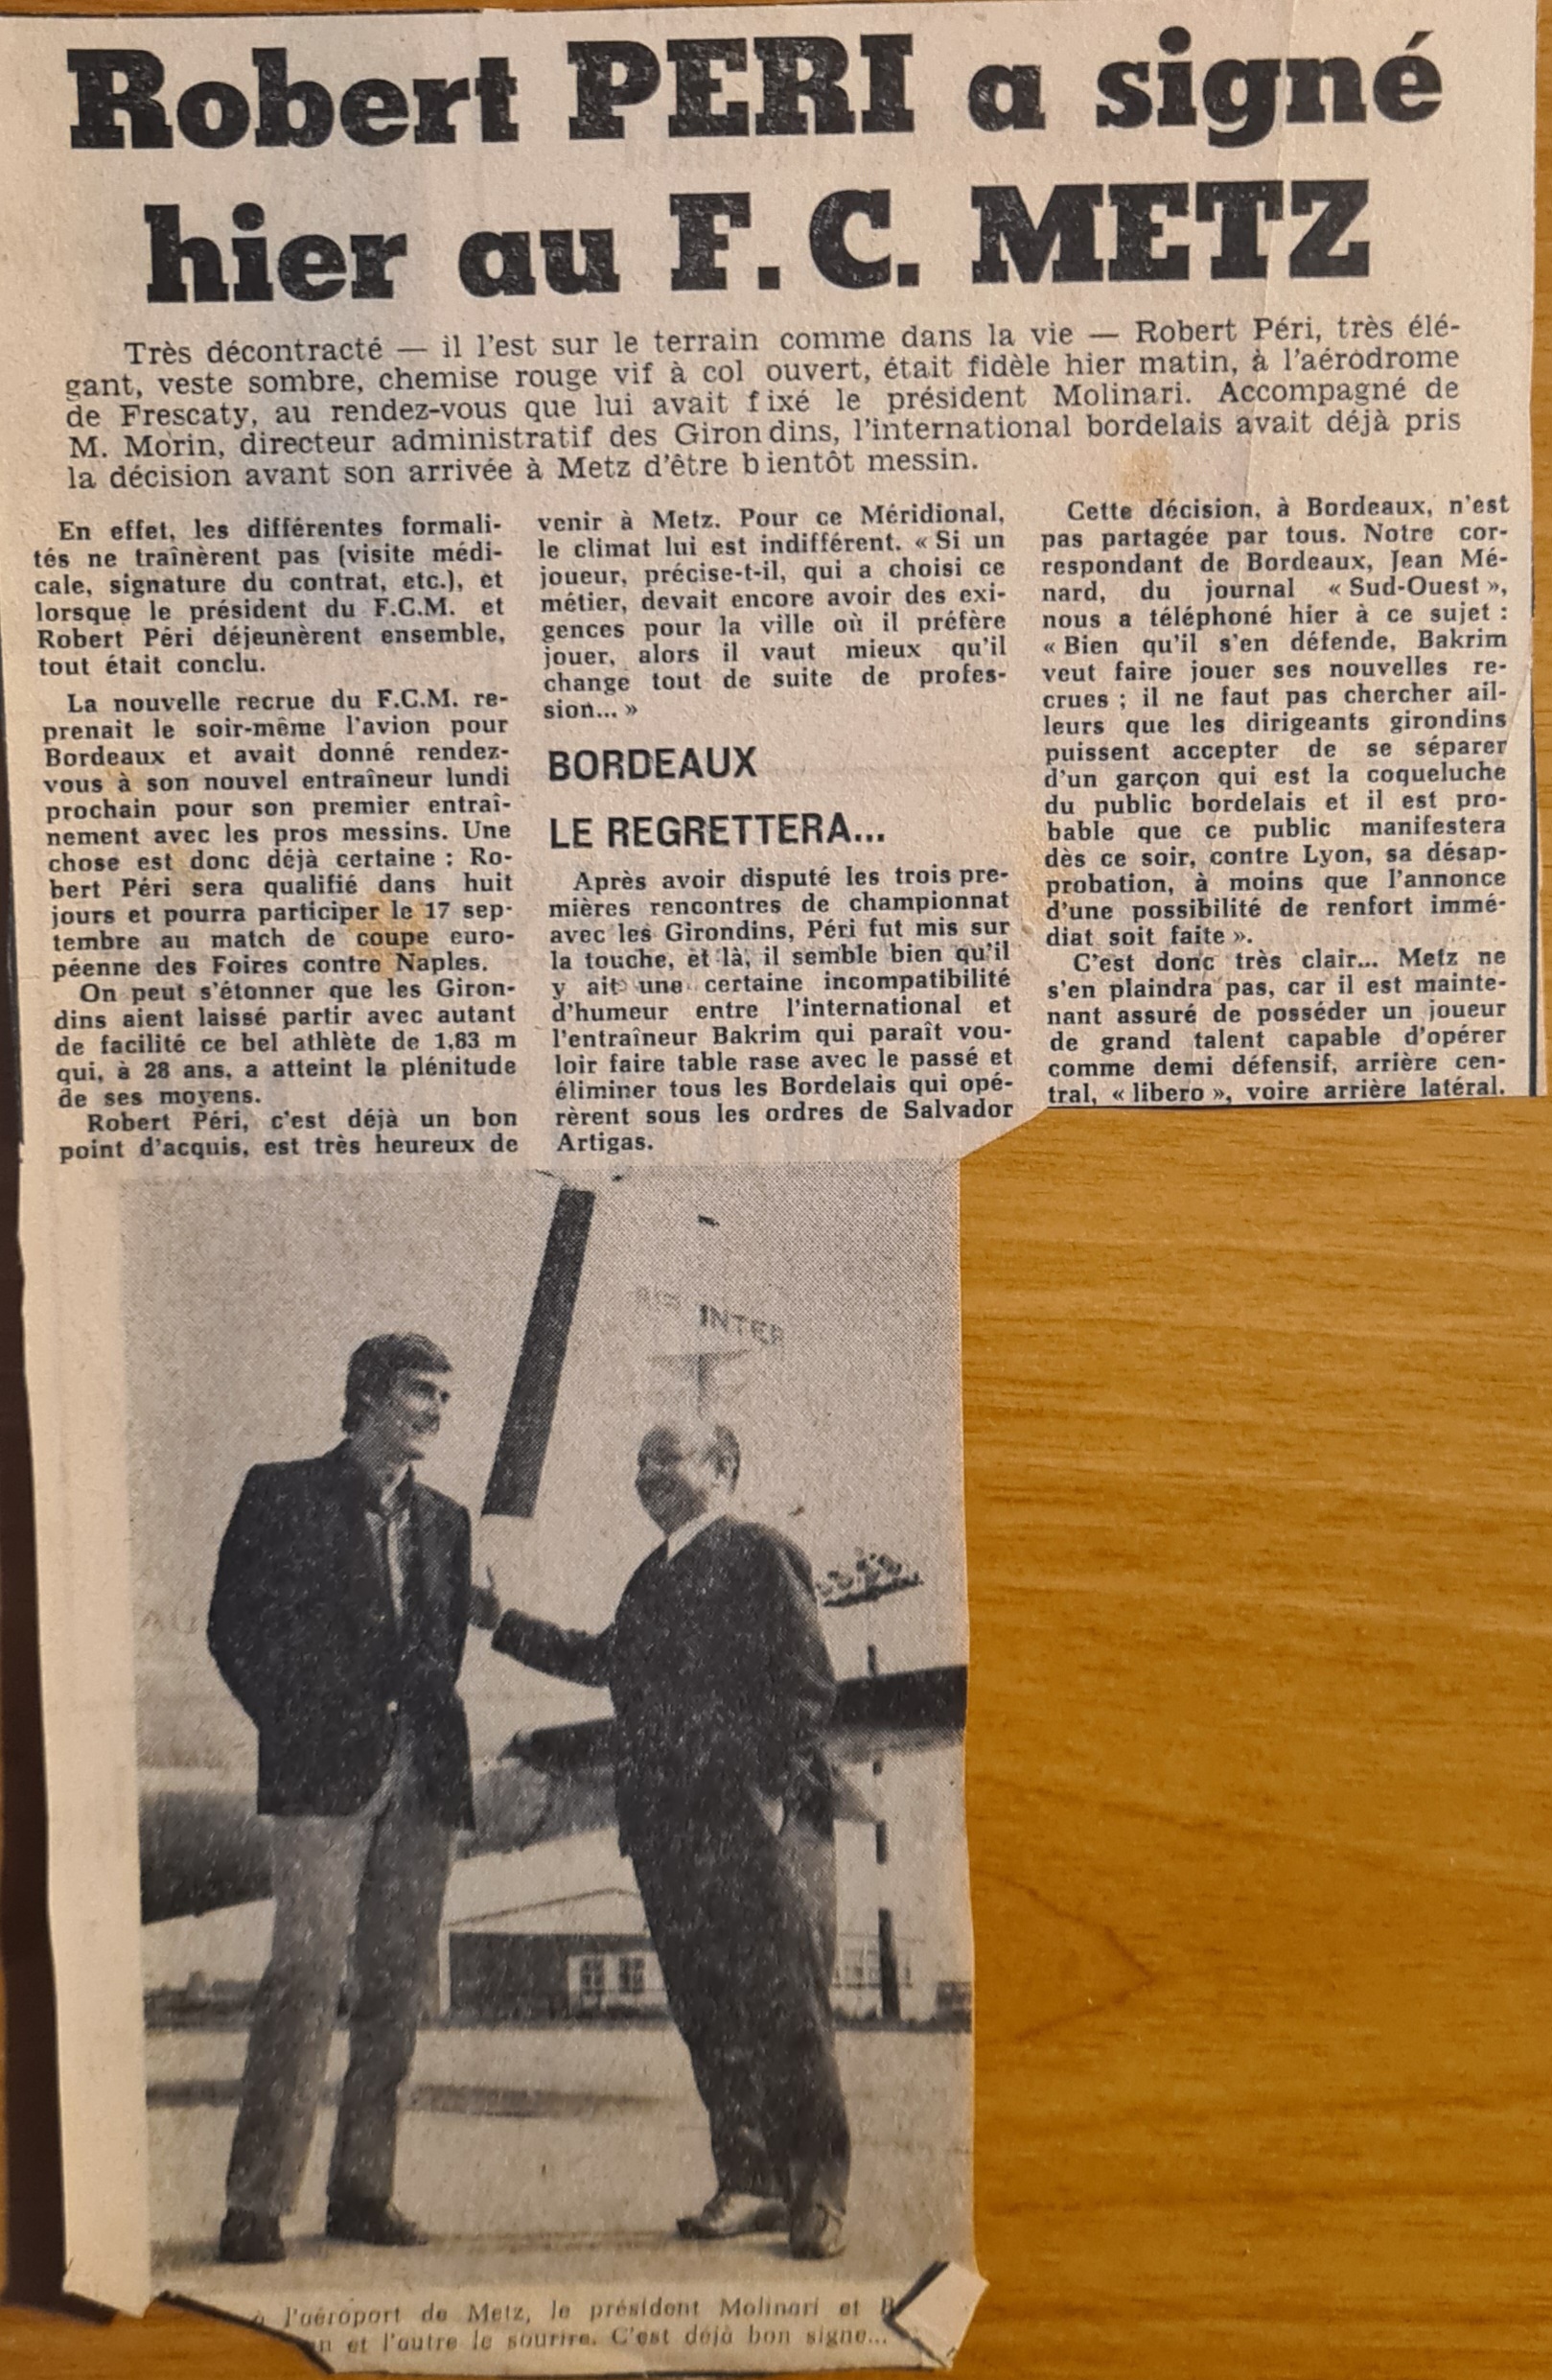 Robert PERI a signé
hier au F.C. METZ
Très décontracté — il l'est sur le terrain comme dans la vie — Robert Péri, très élé-
gant, veste sombre, chemise rouge vif à col ouvert, était fidèle hier matin, à l'aérodrome
de Frescaty, au rendez-vous que lui avait fixé le président Molinari. Accompagné de
M. Morin, directeur administratif des Girondins, l'international bordelais avait déjà pris
la décision avant son arrivée à Metz d'être bientôt messin.
En effet, les différentes formali-
tés ne traînèrent pas (visite médi-
cale, signature du contrat, etc.), et
lorsque le président du F.C.M. et
Robert Péri déjeunèrent ensemble,
tout était conclu.
La nouvelle recrue du F.C.M. re-
prenait le soir-même l'avion pour
Bordeaux et avait donné rendez-
vous à son nouvel entraîneur lundi
prochain pour son premier entraî-
nement avec les pros messins. Une
chose est donc déjà certaine : Ro-
bert Péri sera qualifié dans huit
jours et pourra participer le 17 sep-
tembre au match de coupe euro-
péenne des Foires contre Naples.
On peut s'étonner que les Giron-
dins aient laissé partir avec autant
de facilité ce bel athlète de 1,83 m
qui, à 28 ans, a atteint la plénitude
de ses moyens.
Robert Péri, c'est déjà un bon
point d'acquis, est très heureux de
venir à Metz. Pour ce Méridional,
le climat lui est indifférent. « Si un
joueur, précise-t-il, qui a choisi ce
métier, devait encore avoir des exi-
gences pour la ville où il préfère
jouer, alors il vaut mieux qu'il
change tout de suite de profes-
sion... »
BORDEAUX
LE REGRETTERA...
Après avoir disputé les trois pre-
mières rencontres de championnat
avec les Girondins, Péri fut mis sur
la touche, et là, il semble bien qu'il
y ait une certaine incompatibilité
d'humeur entre l'international et
l'entraîneur Bakrim qui paraît vou-
loir faire table rase avec le passé et
éliminer tous les Bordelais qui opé-
rèrent sous les ordres de Salvador
Artigas.
Cette décision, à Bordeaux, n'est
pas partagée par tous. Notre cor-
respondant de Bordeaux, Jean Mé-
nard, du journal « Sud-Ouest »,
nous a téléphoné hier à ce sujet :
« Bien qu'il s'en défende, Bakrim
veut faire jouer ses nouvelles re-
crues ; il ne faut pas chercher ail-
leurs que les dirigeants girondins
puissent accepter de se séparer
d'un garçon qui est la coqueluche
du public bordelais et il est pro-
bable que ce public manifestera
dès ce soir, contre Lyon, sa désap-
probation, à moins que l'annonce
d'une possibilité de renfort immé-
diat soit faite ».
C'est donc très clair... Metz ne
s'en plaindra pas, car il est mainte-
nant assuré de posséder un joueur
de grand talent capable d'opérer
comme demi défensif, arrière cen-
tral, « libero », voire arrière latéral.
AIR INTER
à l'aéroport de Metz, le président Molinari et
et l'autre le sourire. C'est déjà bon signe...